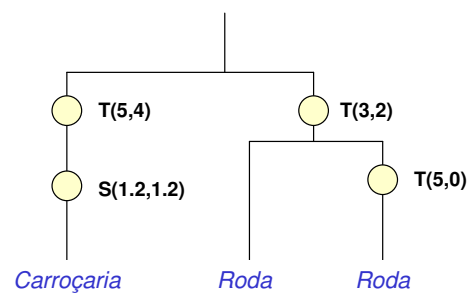 T(5,4)
T(3,2)
S(1.2,1.2)
T(5,0)
Carroçaria
Roda
Roda